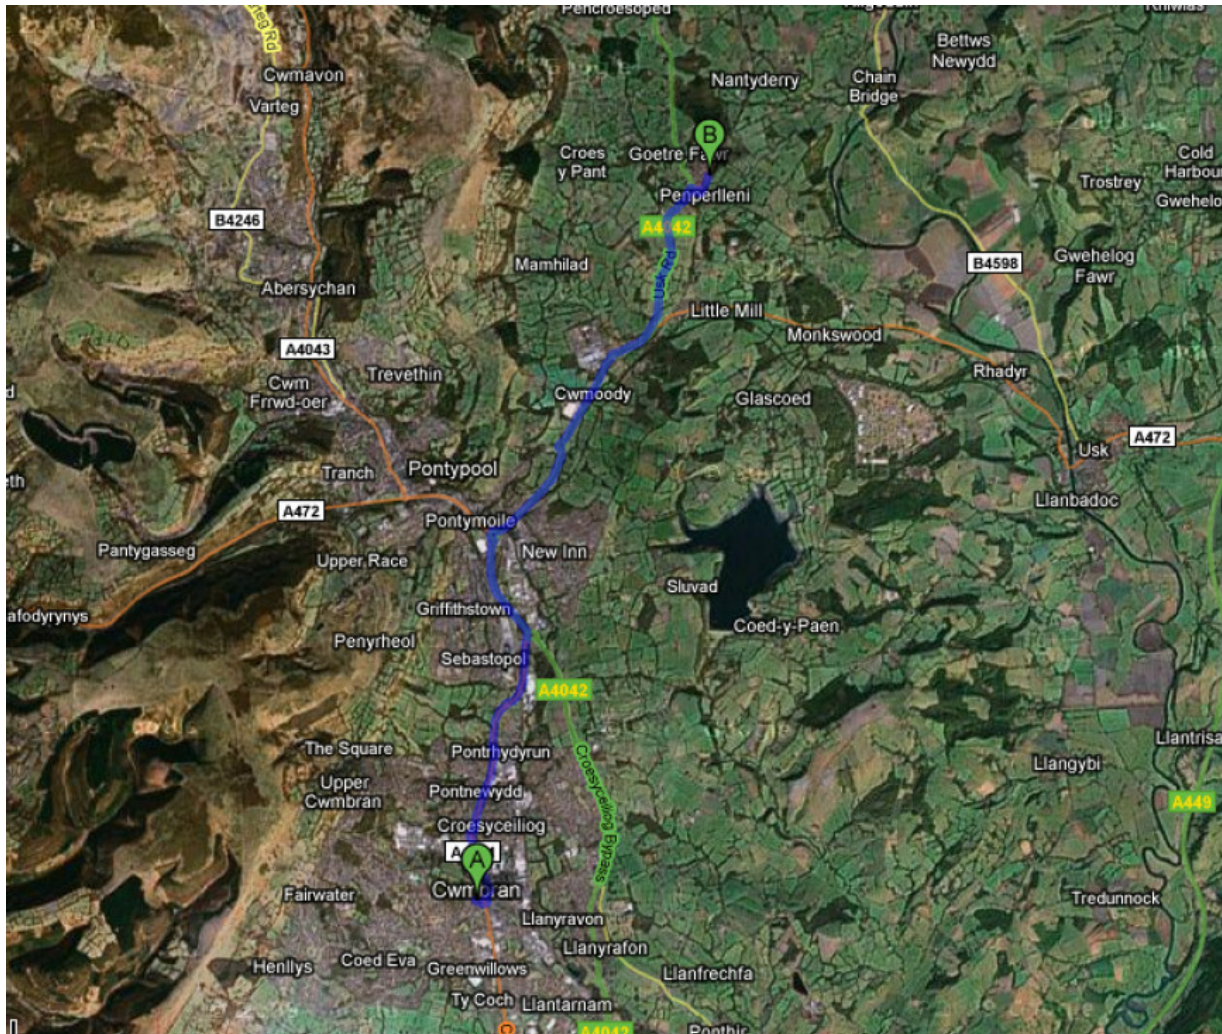 Pencroesoped
Bettws
Newydd
Cwmavon
Nantyderry
Chain
Bridge
Varteg
B
Croes
y Pant
Goetre Fawr
Cold
Trostrey
Penperlleni
B4246
A4042
Mamhilad
Usk Rd
B4598
Gwehelog
Fawr
Abersychan
Little Mill
Monkswood
A4043
Trevethin
Rhadyr
Cwm
Frrwd-oer
Cwmoody
Glascoed
A472
Usk
Tranch
Pontypool
Llanbadoc
A472
Pontymoile
Pantygasseg
New Inn
Upper Race
Sluvad
Griffithstown
afodyrynys
Coed-y-Paen
Penyrheol
Sebastopol
A4042
The Square
Pontrhydyrun
Croesyceiliog Bypass
Llangybi
Upper
Cwmbran
Pontnewydd
A449
Croesyceiliog
A
Cwmbran
Fairwater
Tredunnock
Llanyravon
Llanyrafon
Henllys
Coed Eva
Greenwillows
Llanfrechfa
Ty Coch
Llantarnam
A4042
Ponthir